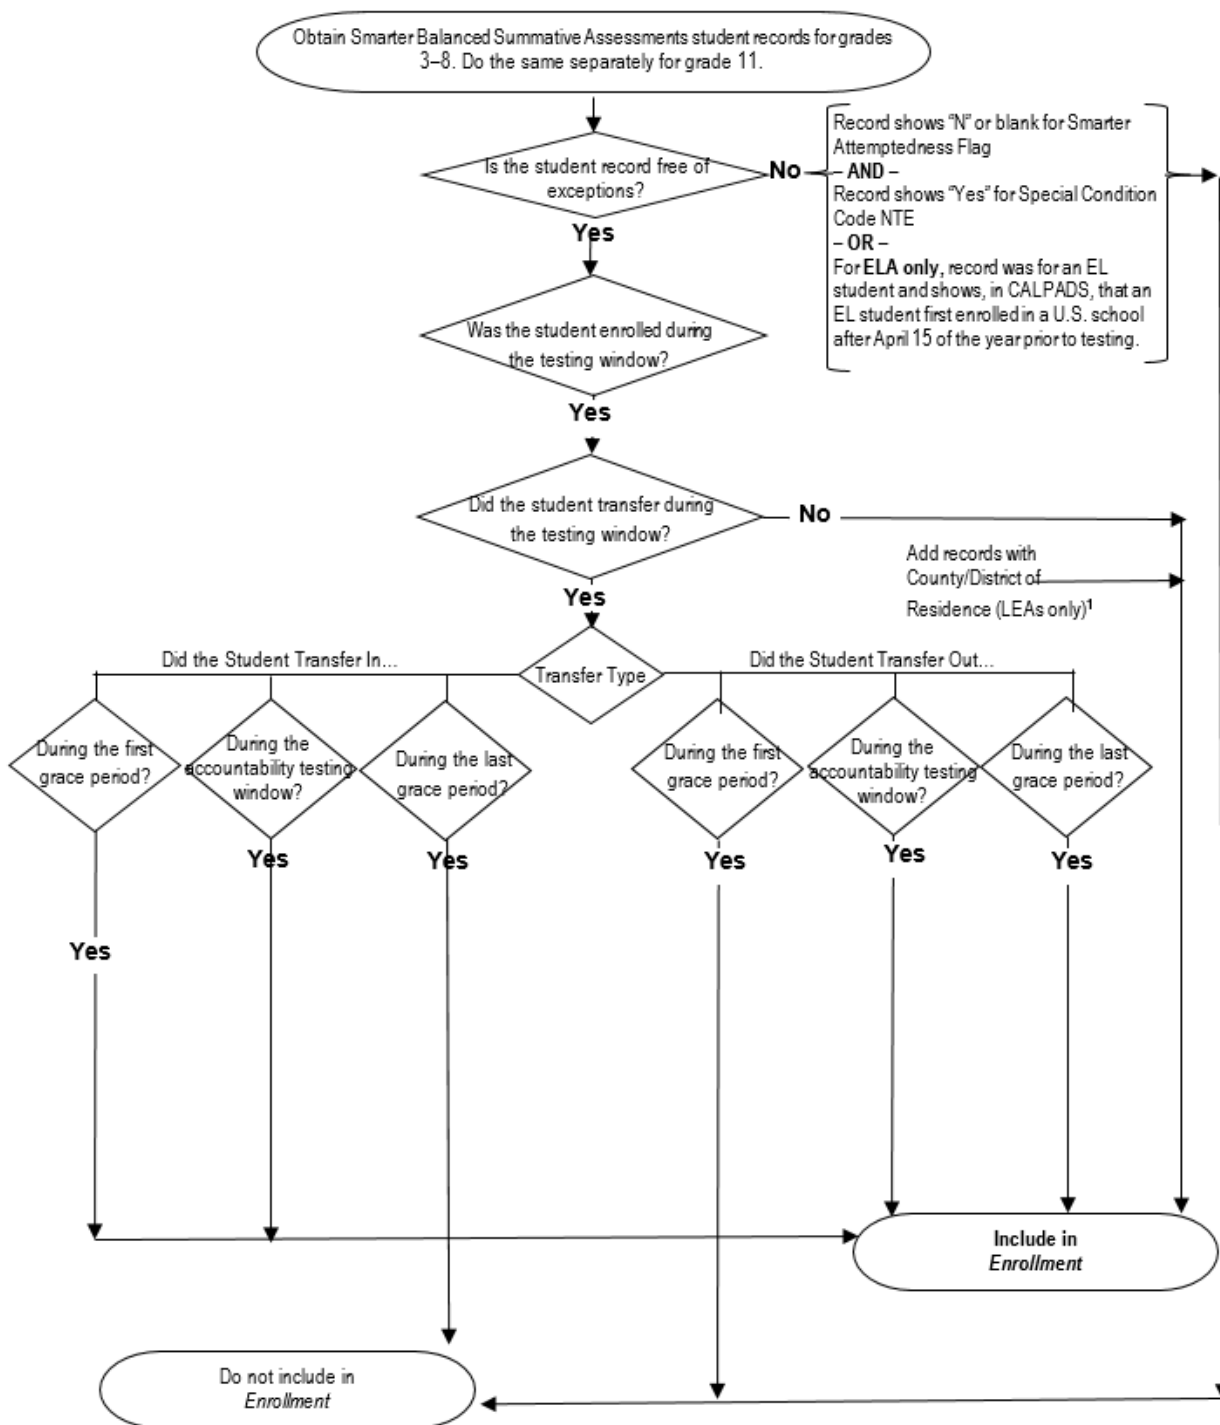 Obtain Smarter Balanced Summative Assessments student records for grades
3–8. Do the same separately for grade 11.
Is the student record free of
exceptions?
No
Record shows “N” or blank for Smarter
Attemptedness Flag
– AND –
Record shows “Yes” for Special Condition
Code NTE
– OR –
For ELA only, record was for an EL
student and shows, in CALPADS, that an
EL student first enrolled in a U.S. school
after April 15 of the year prior to testing.
Yes
Was the student enrolled during
the testing window?
Yes
Did the student transfer during
the testing window?
No
Add records with
County/District of
Residence (LEAs only)1
Yes
Transfer Type
Did the Student Transfer In…
Did the Student Transfer Out…
During the first
grace period?
During the
accountability testing
window?
During the last
grace period?
During the first
grace period?
During the
accountability testing
window?
During the last
grace period?
Yes
Yes
Yes
Yes
Yes
Yes
Include in
Enrollment
Do not include in
Enrollment